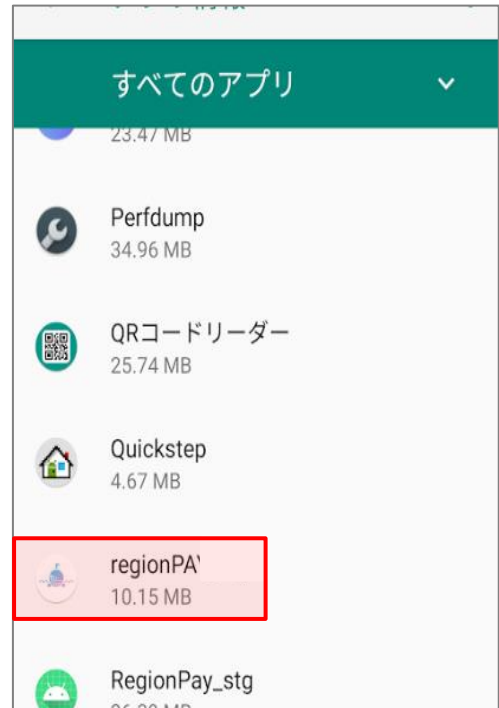 すべてのアプリ
23.47 MB
Perfdump
34.96 MB
QRコードリーダー
25.74 MB
Quickstep
4.67 MB
regionPA
10.15 MB
RegionPay_stg